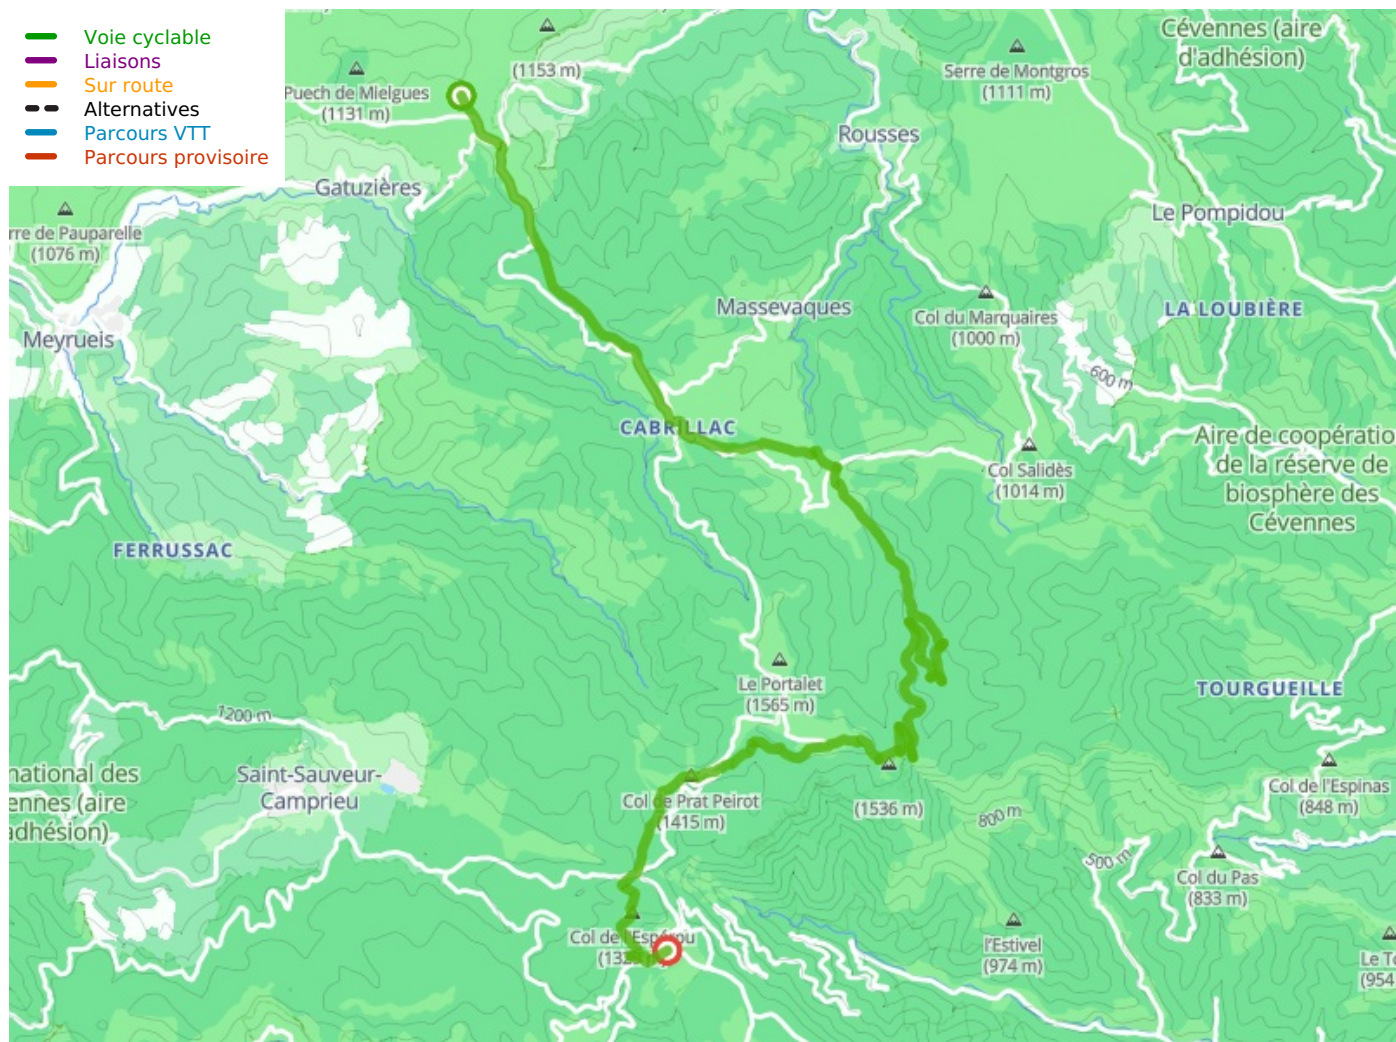 Voie cyclable
Liaisons
Sur route
Alternatives
Parcours VTT
Parcours provisoire
Cévennes (aire
d'adhésion)
(1153 m)
Serre de Montgros
(1111 m)
Puech de Mielgues
(1131 m)
Rousses
Gatuzières
Le Pompidou
rre de Pauparelle
(1076 m)
Massevaques
Col du Marquaires
(1000 m)
LA LOUBIÈRE
Meyrueis
600 m
CABRILLAC
Aire de coopératio
de la réserve de
biosphère des
Cévennes
Col Salidès
(1014 m)
FERRUSSAC
Le Portalet
(1565 m)
TOURGUEILLE
1200 m
national des
ennes (aire
adhésion)
Saint-Sauveur-
Camprieu
Col de Prat Peirot
(1415 m)
(1536 m)
800 m
Col de l'Espinas
(848 m)
500 m
Col du Pas
(833 m)
Col de l'Espérou
l'Estivel
(974 m)
Le To
(954